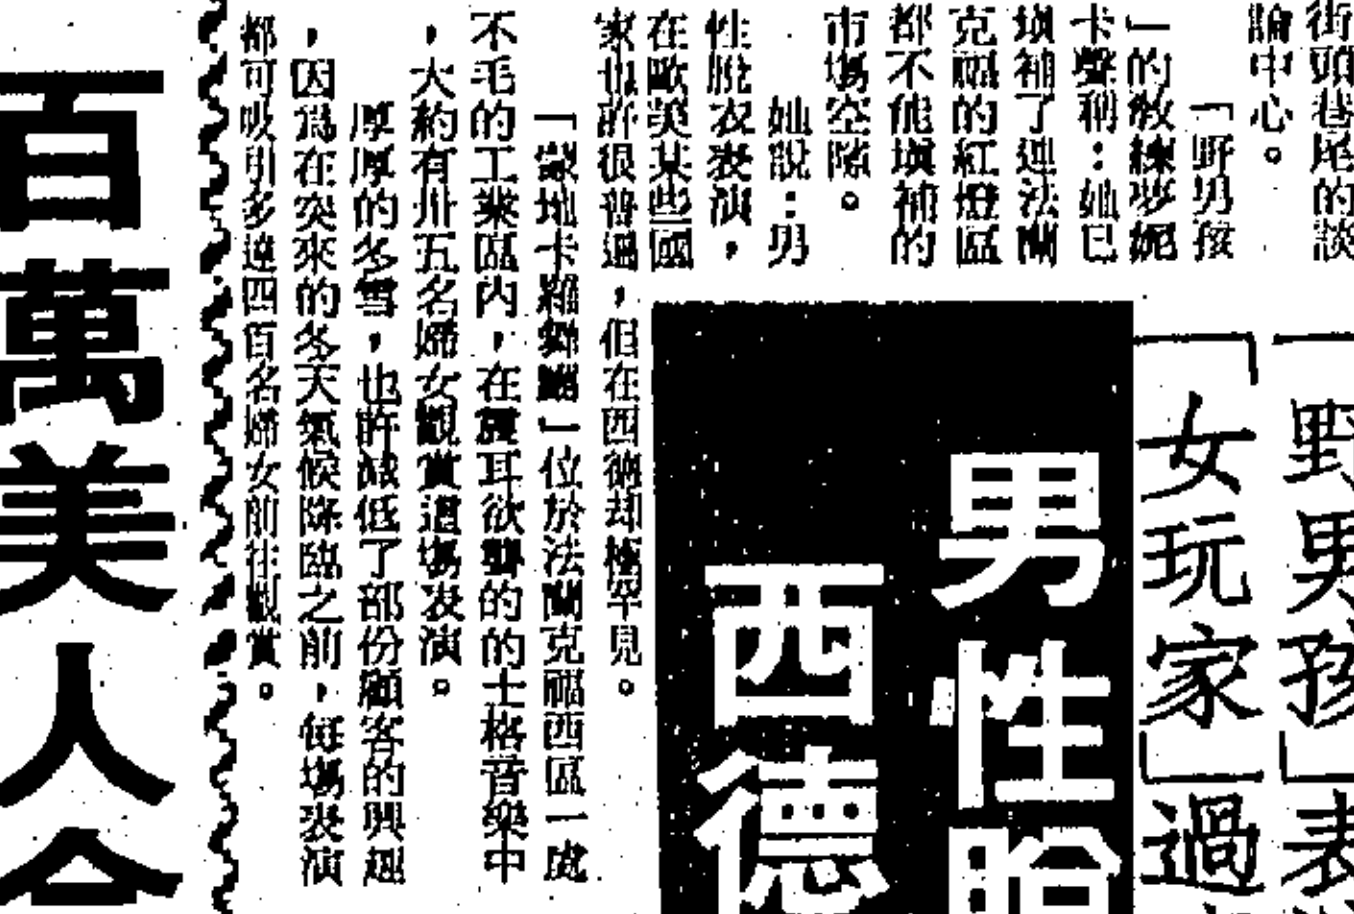 街頭巷尾的談
論中心。
「野男孩
」的教練夢妮
卡聲稱：她已
塡補了連法蘭
克福的紅燈區
都不能塡補的
市場空隙。
她說：男
性脫衣表演，
在歐美某些國
家也許很普遍，但在西德却極罕見。
「蒙地卡羅舞廳」位於法蘭克福西區一處
不毛的工業區內，在震耳欲聾的的士格音樂中
，大約有卅五名婦女觀賞這場表演。
厚厚的冬雪，也許減低了部份顧客的興趣
，因爲在突來的冬天氣候降臨之前，每場表演
都可吸引多達四百名婦女前往觀賞。
野男孩」表
「女玩家」過
男性
西德
百萬美人